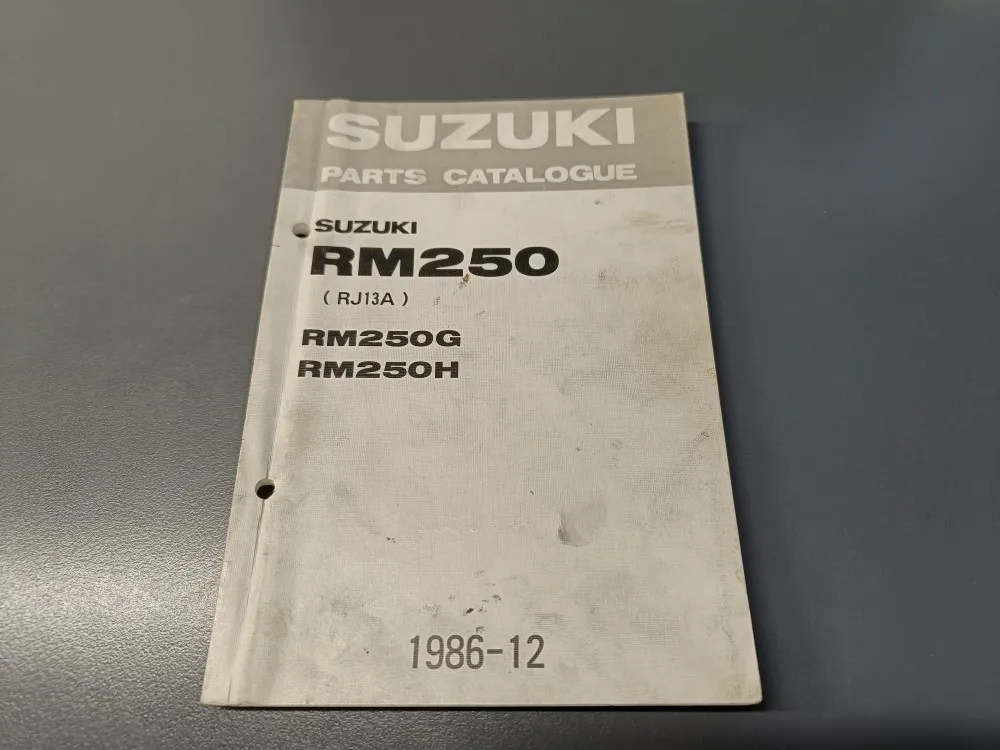 SUZUKI
PARTS CATALOGUE
SUZUKI
RM250
( RJ13A )
RM250G
RM250H
1986-12